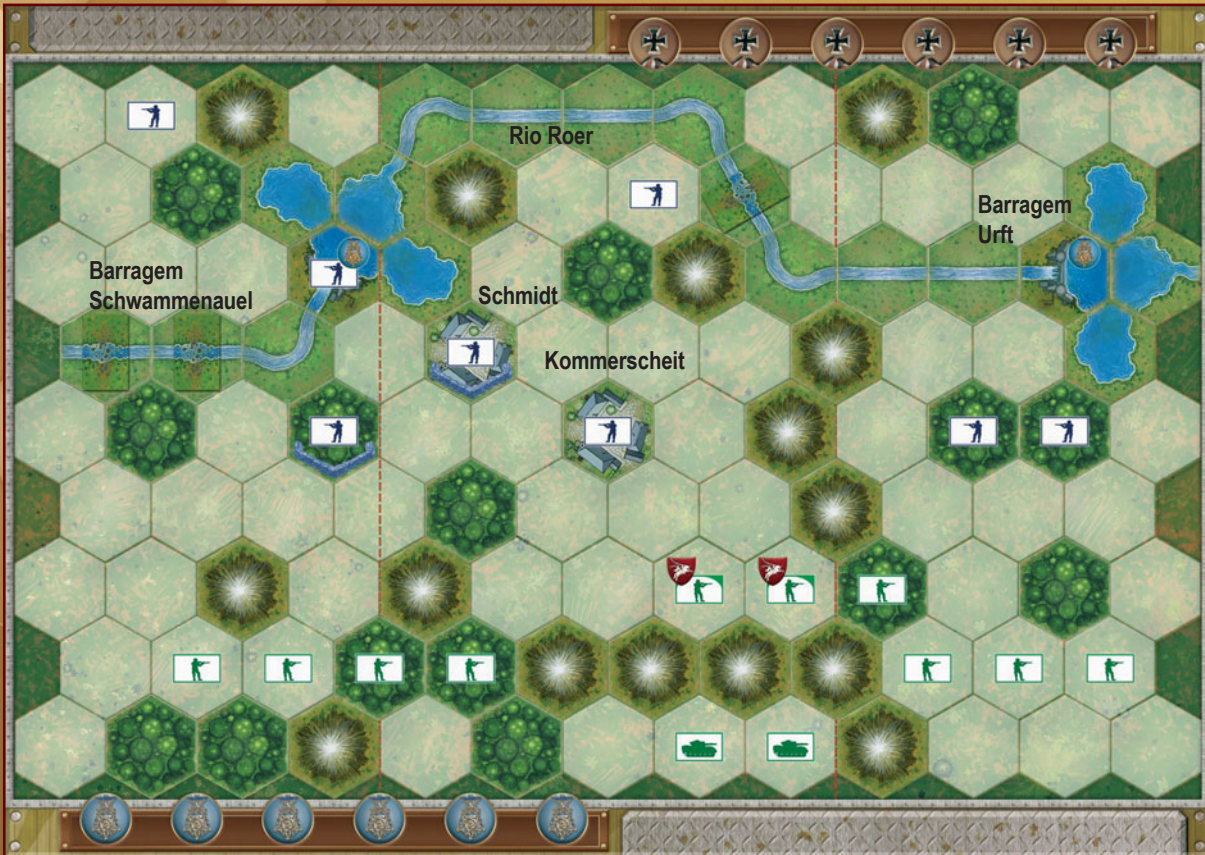 Rio Roer
Barragem
Urft
Barragem
Schwammenauel
Schmidt
Kommerscheit